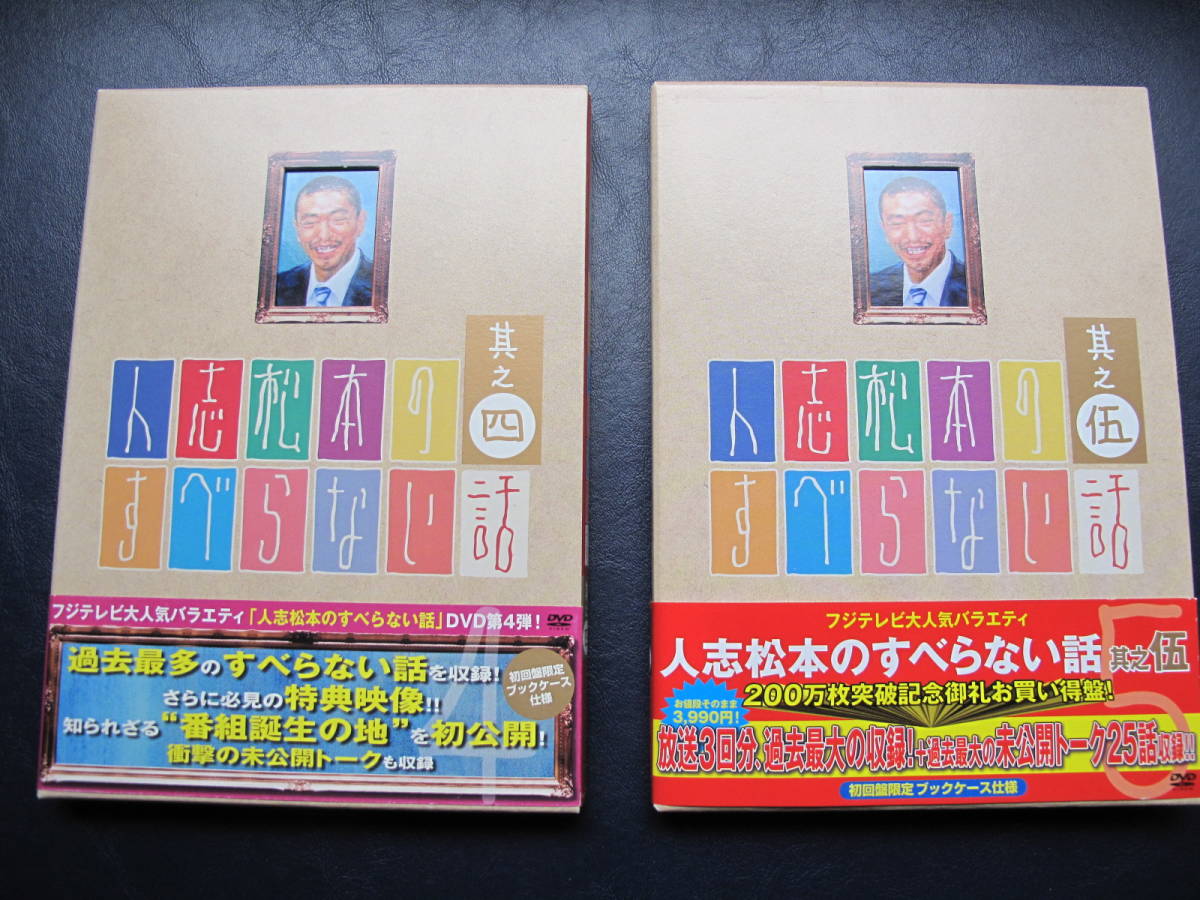 人志松本の
其之四
すべらない話
フジテレビ大人気バラエティ「人志松本のすべらない話」DVD第4弾!
DVD
VIDEO
4
過去最多のすべらない話を収録!
さらに必見の特典映像!!
知られざる“番組誕生の地”を初公開!
衝撃の未公開トークも収録
初回盤限定
ブックケース
仕様
人志松本の
其之伍
すべらない話
フジテレビ大人気バラエティ
人志松本のすべらない話 其之伍
5
200万枚突破記念御礼お買い得盤!
お値段そのまま
3,990円!
放送3回分、過去最大の収録!+過去最大の未公開トーク25話収録!!
初回盤限定 ブックケース仕様
DVD
VIDEO